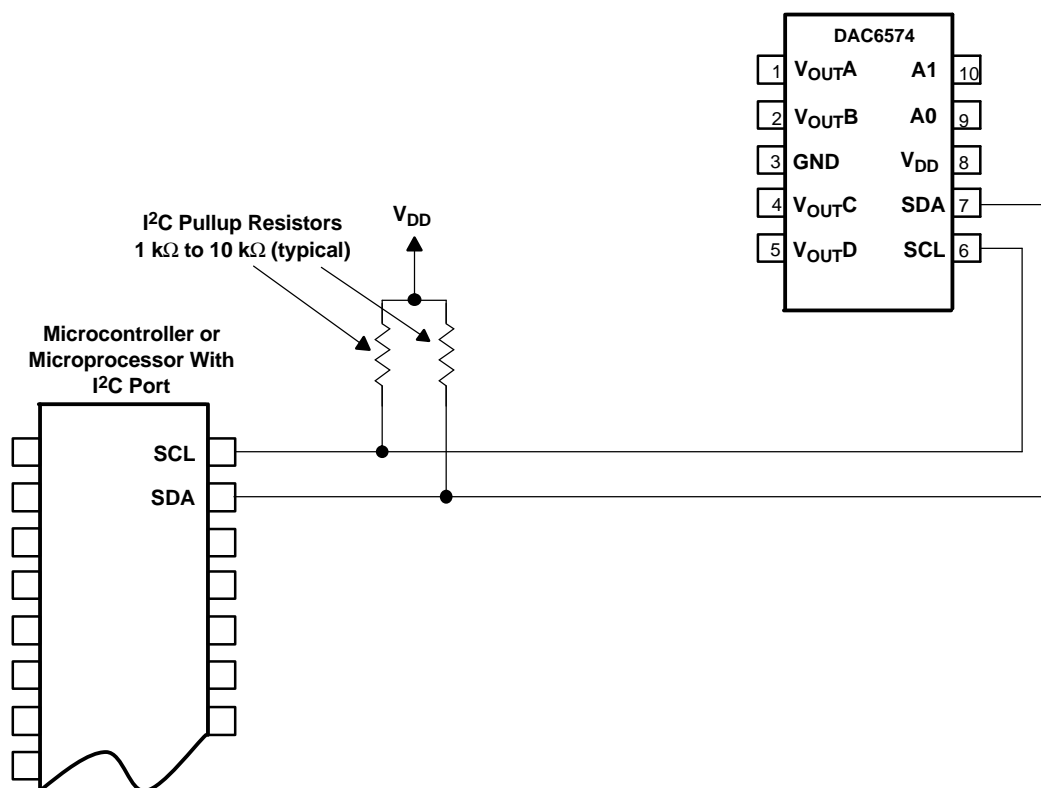 DAC6574
1 VOUTA A1 10
2 VOUTB A0 9
3 GND VDD 8
4 VOUTC SDA 7
5 VOUTD SCL 6
I2C Pullup Resistors
1 kΩ to 10 kΩ (typical)
VDD
Microcontroller or
Microprocessor With
I2C Port
SCL
SDA